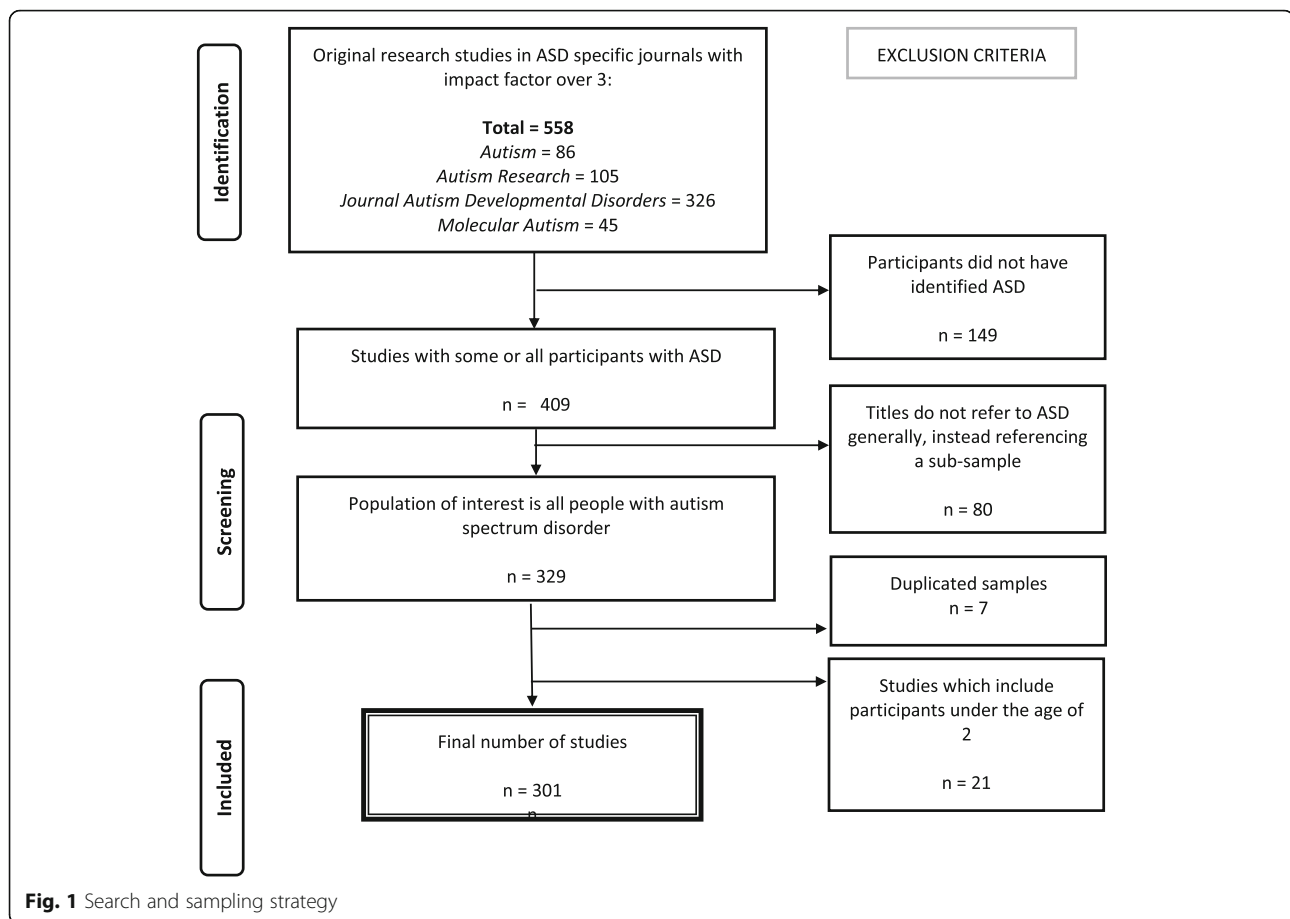 Identification
Original research studies in ASD specific journals with
impact factor over 3:
Total = 558
Autism = 86
Autism Research = 105
Journal Autism Developmental Disorders = 326
Molecular Autism = 45
EXCLUSION CRITERIA
Participants did not have
identified ASD
n = 149
Studies with some or all participants with ASD
n = 409
Screening
Titles do not refer to ASD
generally, instead referencing
a sub-sample
n = 80
Population of interest is all people with autism
spectrum disorder
n = 329
Duplicated samples
n = 7
Included
Studies which include
participants under the age of
2
n = 21
Final number of studies
n = 301
n
Fig. 1 Search and sampling strategy